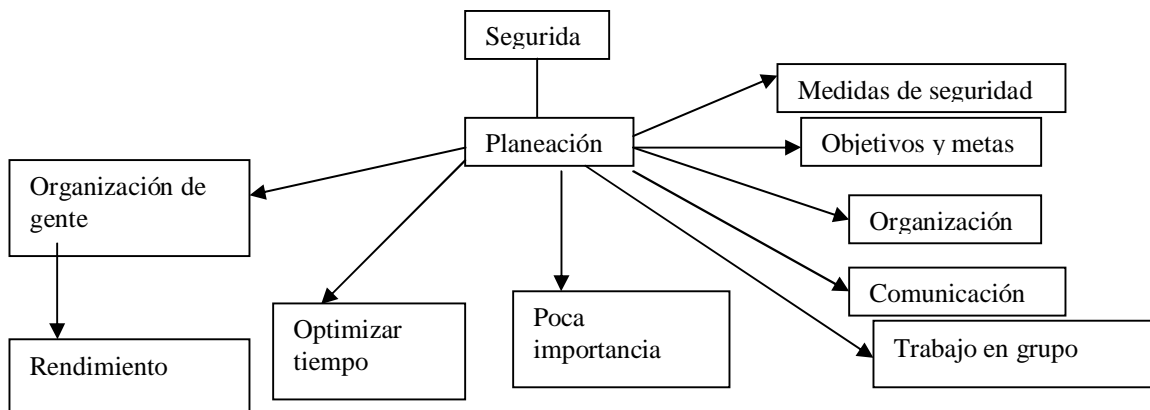 Segurida
Medidas de seguridad
Planeación
Objetivos y metas
Organización de
gente
Organización
Comunicación
Optimizar
tiempo
Poca
importancia
Trabajo en grupo
Rendimiento